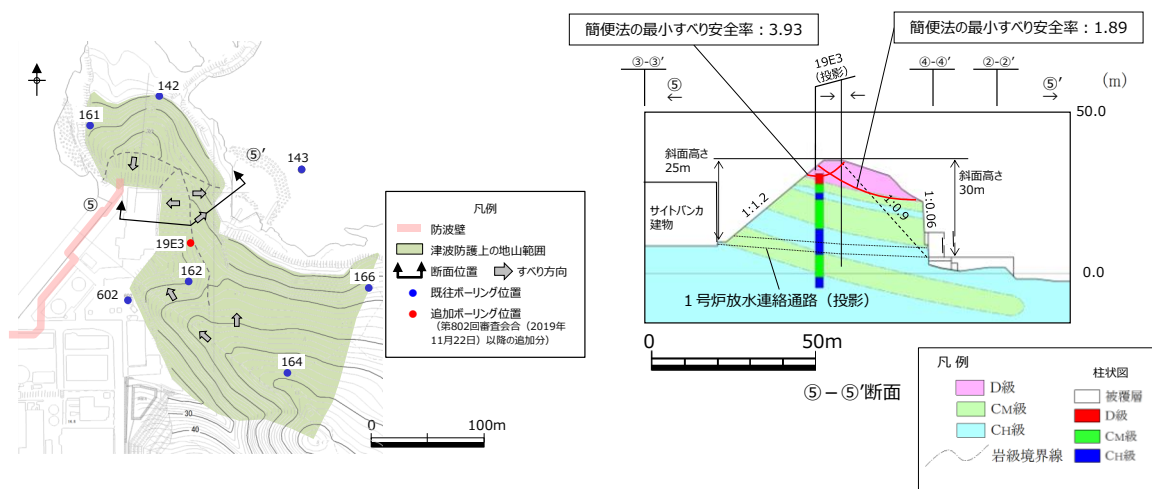 142
161
⑤’
143
⑤
19E3
162
166
602
164
40
30
0
100m
凡例
防波壁
津波防護上の地山範囲
断面位置
すべり方向
既往ボーリング位置
追加ボーリング位置
（第802回審査会合（2019年
11月22日）以降の追加分）
簡便法の最小すべり安全率：3.93
簡便法の最小すべり安全率：1.89
③-③’
⑤
←
19E3
（投影）
→ ←
④-④’
②-②’
⑤’
→
（m）
50.0
斜面高さ
25m
斜面高さ
30m
サイトバンカ
建物
1:1.2
1:0.9
1:0.06
0.0
１号炉放水連絡通路（投影）
0
50m
⑤－⑤’断面
凡 例
D級
CM級
CH級
岩級境界線
柱状図
被覆層
D級
CM級
CH級